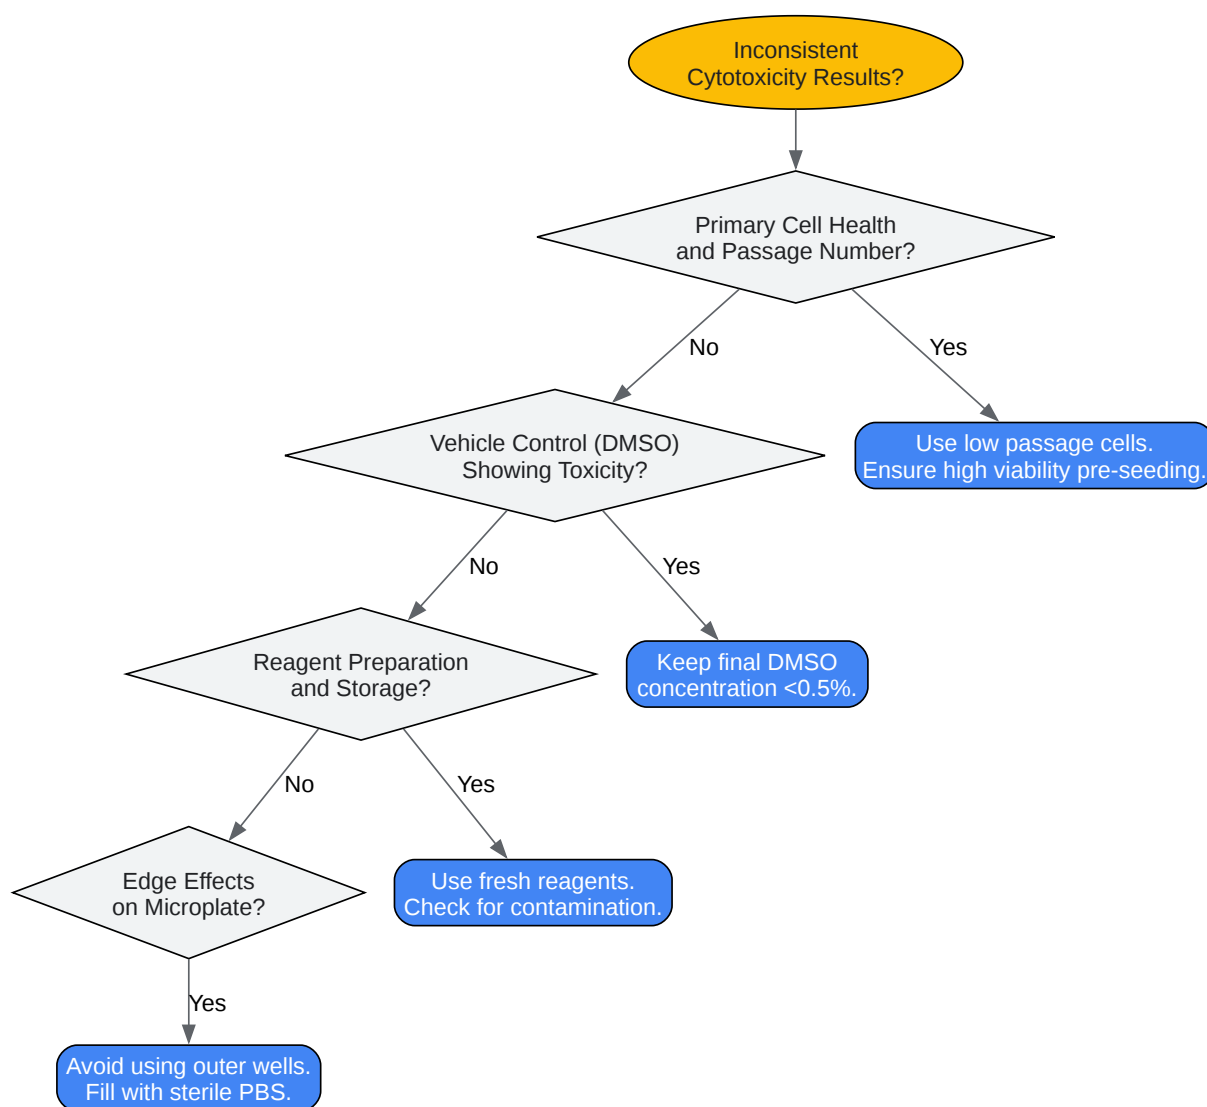 Inconsistent
Cytotoxicity Results?
Primary Cell Health
and Passage Number?
No
Yes
Vehicle Control (DMSO)
Showing Toxicity?
Use low passage cells.
Ensure high viability pre-seeding.
No
Yes
Reagent Preparation
and Storage?
Keep final DMSO
concentration <0.5%.
No
Yes
Edge Effects
on Microplate?
Use fresh reagents.
Check for contamination.
Yes
Avoid using outer wells.
Fill with sterile PBS.